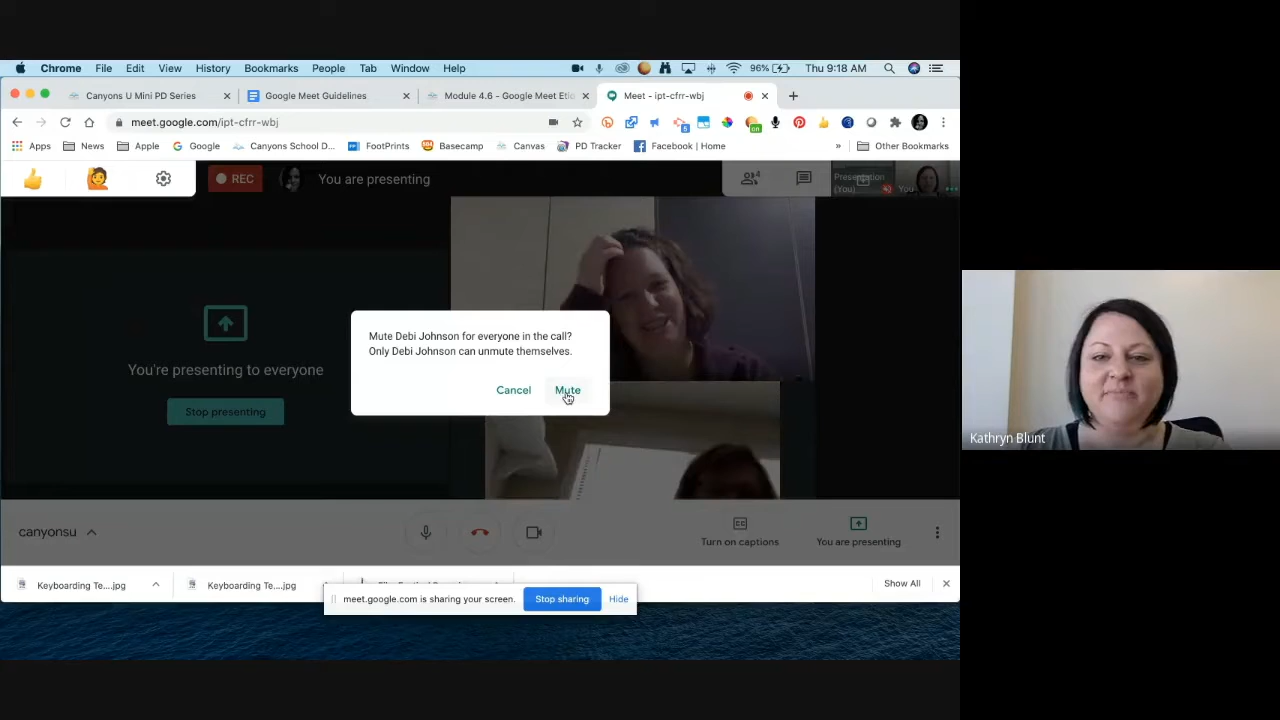 Chrome File Edit View History Bookmarks People Tab Window Help 96% Thu 9:18 AM
Canyons U Mini PD Series Google Meet Guidelines Module 4.6 - Google Meet Etic Meet - ipt-cfrr-wbj
meet.google.com/ipt-cfrr-wbj
Apps News Apple Google Canyons School D... FootPrints Basecamp Canvas PD Tracker Facebook | Home » Other Bookmarks
REC You are presenting 4 Presentation (You) You
Mute Debi Johnson for everyone in the call?
Only Debi Johnson can unmute themselves.
Cancel Mute
You're presenting to everyone
Stop presenting
Kathryn Blunt
canyonsu
Turn on captions You are presenting
Keyboarding Te....jpg Keyboarding Te....jpg Show All
meet.google.com is sharing your screen. Stop sharing Hide